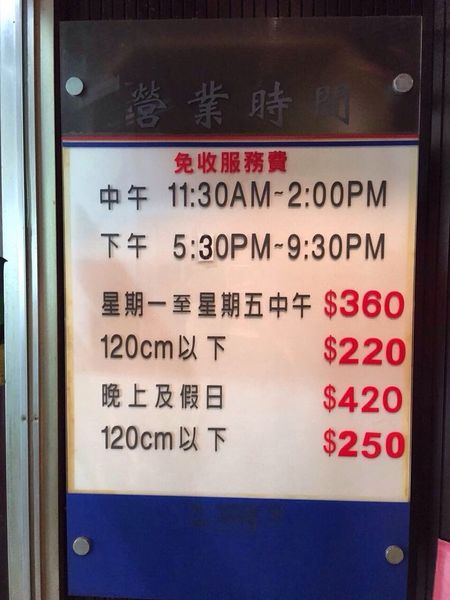 營業時間
免收服務費
中午 11:30AM~2:00PM
下午 5:30PM~9:30PM
星期一至星期五中午 $360
120cm以下 $220
晚上及假日 $420
120cm以下 $250